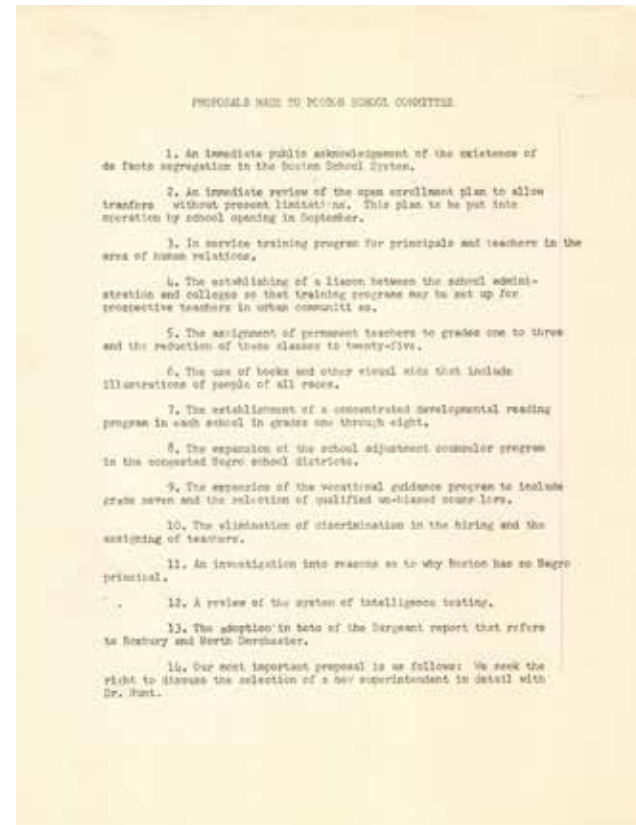 PROPOSALS MADE TO BOSTON SCHOOL COMMITTEE
1. An immediate public acknowledgement of the existence of
de facto segregation in the Boston School System.
2. An immediate review of the open enrollment plan to allow
tranfers without present limitations. This plan to be put into
operation by school opening in September.
3. In service training program for principals and teachers in the
area of human relations.
4. The establishing of a liason between the school admini-
stration and colleges so that training programs may be set up for
prospective teachers in urban communiti es.
5. The assignment of permanent teachers to grades one to three
and the reduction of these classes to twenty-five.
6. The use of books and other visual aids that include
illustrations of people of all races.
7. The establishment of a concentrated developmental reading
program in each school in grades one through eight.
8. The expansion of the school adjustment counselor program
in the congested Negro school districts.
9. The expansion of the vocational guidance program to include
grade seven and the selection of qualified un-biased counselors.
10. The elimination of discrimination in the hiring and the
assigning of teachers.
11. An investigation into reasons as to why Boston has no Negro
principal.
12. A review of the system of intelligence testing.
13. The adoption in toto of the Sargeant report that refers
to Roxbury and North Dorchester.
14. Our most important proposal is as follows: We seek the
right to discuss the selection of a new superintendent in detail with
Dr. Hunt.